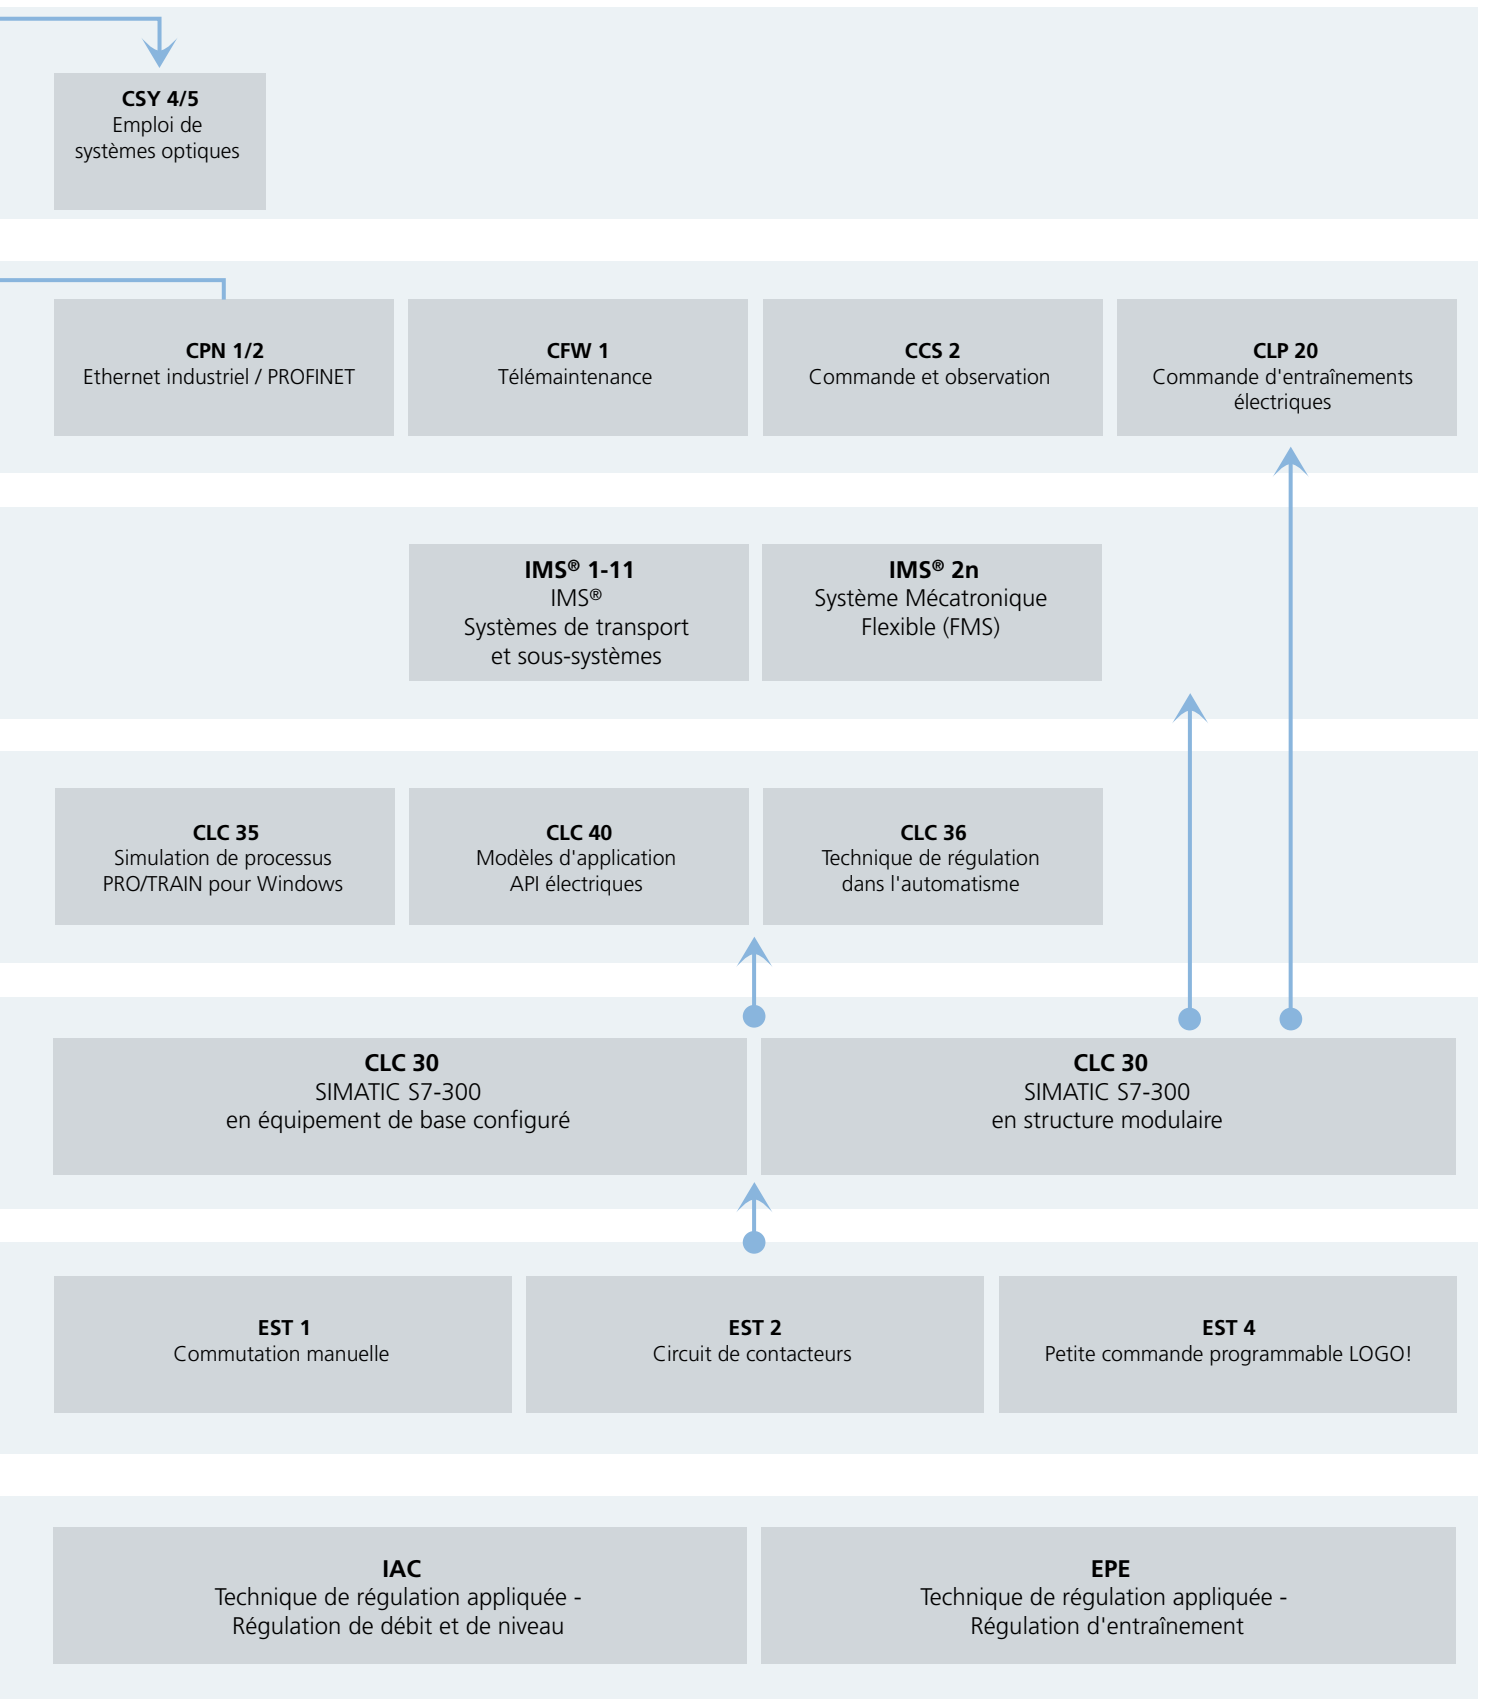 CSY 4/5
Emploi de
systèmes optiques
CPN 1/2
Ethernet industriel / PROFINET
CFW 1
Télémaintenance
CCS 2
Commande et observation
CLP 20
Commande d'entraînements
électriques
IMS® 1-11
IMS®
Systèmes de transport
et sous-systèmes
IMS® 2n
Système Mécatronique
Flexible (FMS)
CLC 35
Simulation de processus
PRO/TRAIN pour Windows
CLC 40
Modèles d'application
API électriques
CLC 36
Technique de régulation
dans l'automatisme
CLC 30
SIMATIC S7-300
en équipement de base configuré
CLC 30
SIMATIC S7-300
en structure modulaire
EST 1
Commutation manuelle
EST 2
Circuit de contacteurs
EST 4
Petite commande programmable LOGO!
IAC
Technique de régulation appliquée -
Régulation de débit et de niveau
EPE
Technique de régulation appliquée -
Régulation d'entraînement